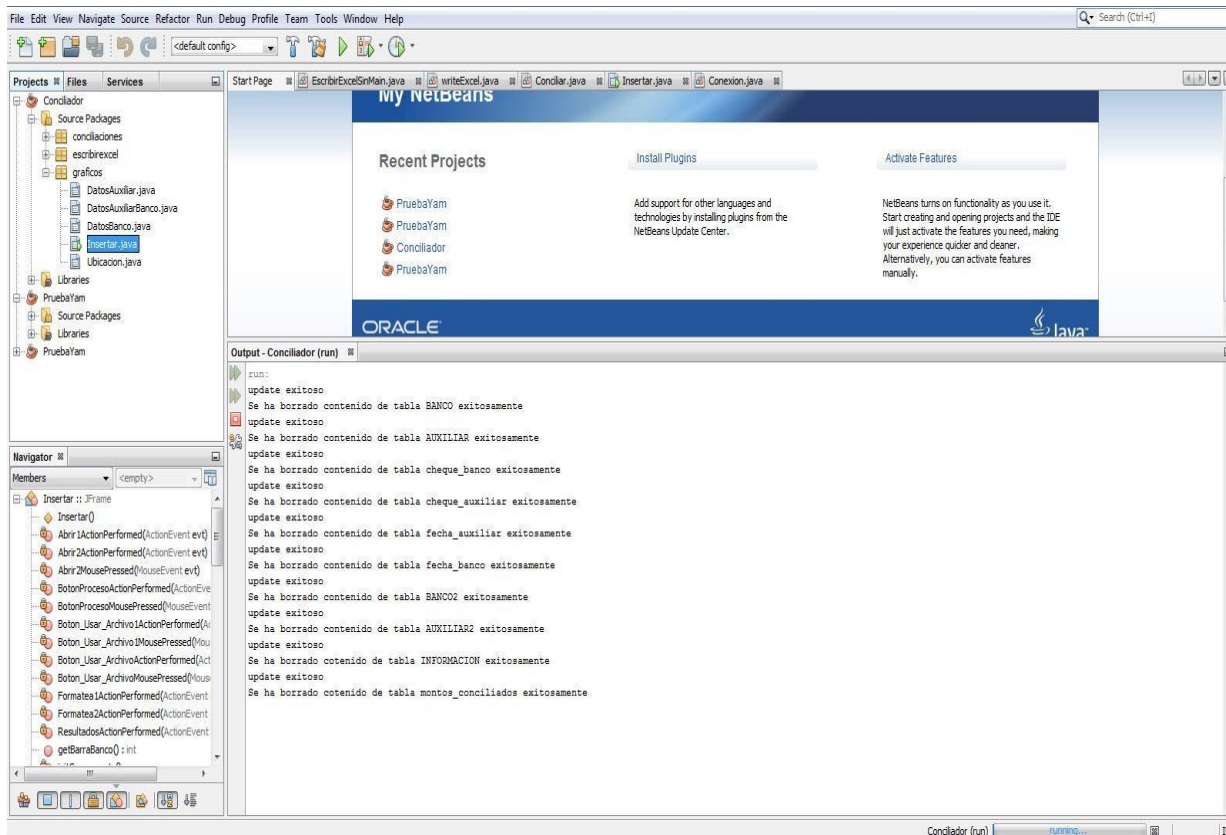 File Edit View Navigate Source Refactor Run Debug Profile Team Tools Window Help
Search (Ctrl+I)
<default config>
Projects Files Services
Start Page EscribirExcelSinMain.java writeExcel.java Conciliar.java Insertar.java Conexion.java
Conciliador
Source Packages
conciliaciones
escribirexcel
graficos
DatosAuxiliar.java
DatosAuxiliarBanco.java
DatosBanco.java
Insertar.java
Ubicacion.java
Libraries
PruebaYam
Source Packages
Libraries
PruebaYam
My NetBeans
Recent Projects
PruebaYam
PruebaYam
Conciliador
PruebaYam
Install Plugins
Add support for other languages and
technologies by installing plugins from the
NetBeans Update Center.
Activate Features
NetBeans turns on functionality as you use it.
Start creating and opening projects and the IDE
will just activate the features you need, making
your experience quicker and cleaner.
Alternatively, you can activate features
manually.
ORACLE
Java
Output - Conciliador (run)
run:
update exitoso
Se ha borrado contenido de tabla BANCO exitosamente
update exitoso
Se ha borrado contenido de tabla AUXILIAR exitosamente
update exitoso
Se ha borrado contenido de tabla cheque_banco exitosamente
update exitoso
Se ha borrado contenido de tabla cheque_auxiliar exitosamente
update exitoso
Se ha borrado contenido de tabla fecha_auxiliar exitosamente
update exitoso
Se ha borrado contenido de tabla fecha_banco exitosamente
update exitoso
Se ha borrado contenido de tabla BANCO2 exitosamente
update exitoso
Se ha borrado contenido de tabla AUXILIAR2 exitosamente
update exitoso
Se ha borrado cotenido de tabla INFORMACION exitosamente
update exitoso
Se ha borrado cotenido de tabla montos_conciliados exitosamente
Navigator
Members <empty>
Insertar :: JFrame
Insertar()
Abrir1ActionPerformed(ActionEvent evt)
Abrir2ActionPerformed(ActionEvent evt)
Abrir2MousePressed(MouseEvent evt)
BotonProcesoActionPerformed(ActionEve
BotonProcesoMousePressed(MouseEvent
Boton_Usar_Archivo1ActionPerformed(Ac
Boton_Usar_Archivo1MousePressed(Mou
Boton_Usar_ArchivoActionPerformed(Act
Boton_Usar_ArchivoMousePressed(Mouse
Formatea1ActionPerformed(ActionEvent
Formatea2ActionPerformed(ActionEvent
ResultadosActionPerformed(ActionEvent
getBarraBanco() : int
Conciliador (run) running...